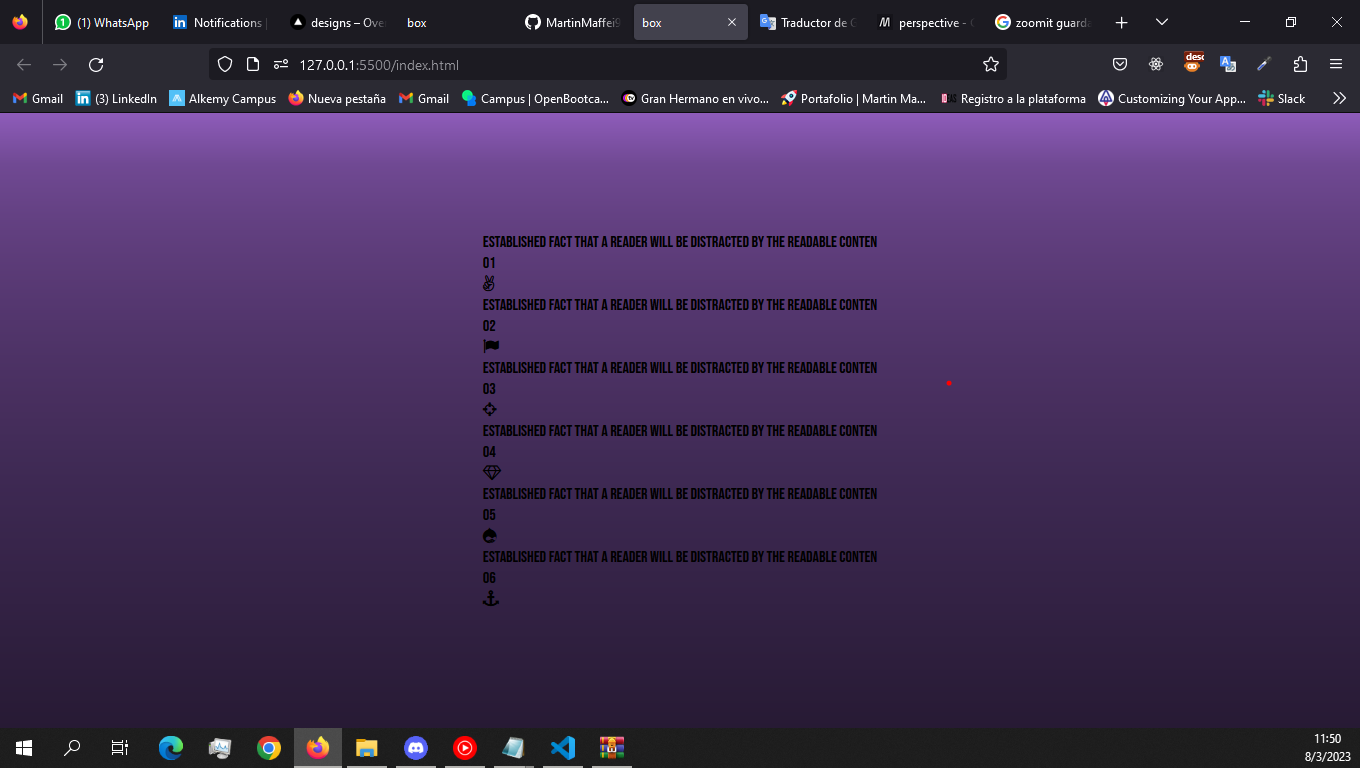 (1) WhatsApp
Notifications |
designs – Ove
box
MartinMaffei9
box
Traductor de G
perspective - C
zoomit guarda
127.0.0.1:5500/index.html
Gmail
(3) LinkedIn
Alkemy Campus
Nueva pestaña
Gmail
Campus | OpenBootca...
Gran Hermano en vivo...
Portafolio | Martin Ma...
Registro a la plataforma
Customizing Your App...
Slack
ESTABLISHED FACT THAT A READER WILL BE DISTRACTED BY THE READABLE CONTEN
01
ESTABLISHED FACT THAT A READER WILL BE DISTRACTED BY THE READABLE CONTEN
02
ESTABLISHED FACT THAT A READER WILL BE DISTRACTED BY THE READABLE CONTEN
03
ESTABLISHED FACT THAT A READER WILL BE DISTRACTED BY THE READABLE CONTEN
04
ESTABLISHED FACT THAT A READER WILL BE DISTRACTED BY THE READABLE CONTEN
05
ESTABLISHED FACT THAT A READER WILL BE DISTRACTED BY THE READABLE CONTEN
06
11:50
8/3/2023